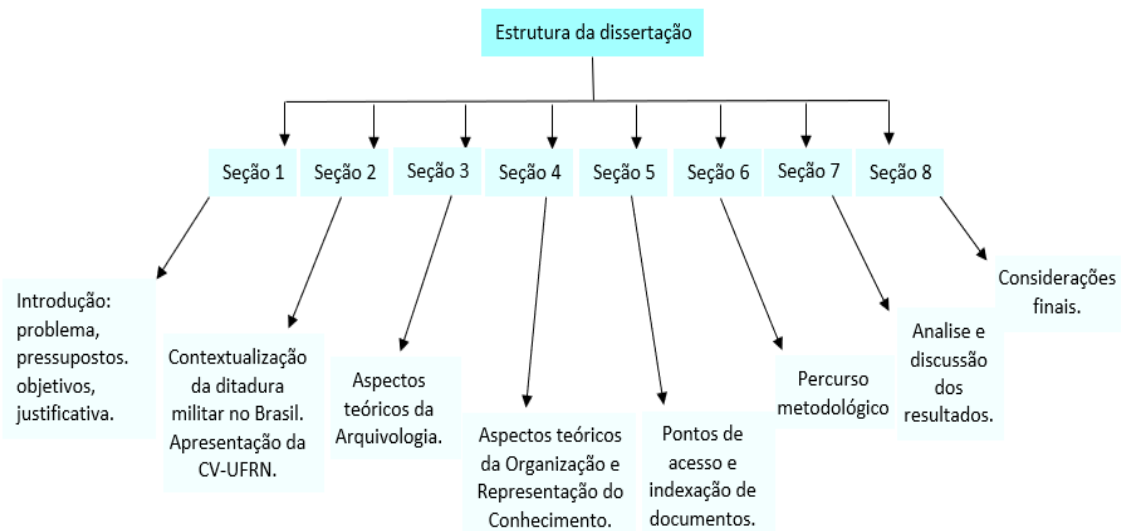 Estrutura da dissertação
Seção 1
Seção 2
Seção 3
Seção 4
Seção 5
Seção 6
Seção 7
Seção 8
Introdução:
problema,
pressupostos.
objetivos,
justificativa.
Contextualização
da ditadura
militar no Brasil.
Apresentação da
CV-UFRN.
Aspectos
teóricos da
Arquivologia.
Aspectos teóricos
da Organização e
Representação do
Conhecimento.
Pontos de
acesso e
indexação de
documentos.
Percurso
metodológico
Analise e
discussão
dos
resultados.
Considerações
finais.